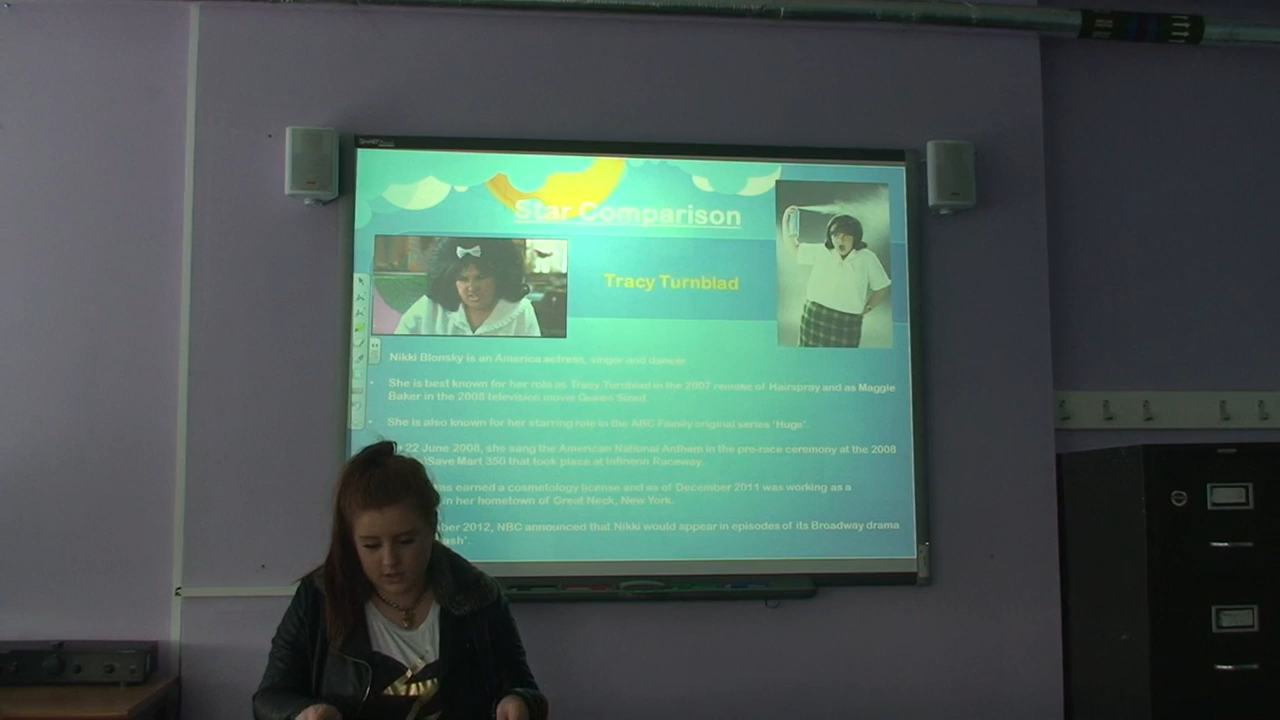 Star Comparison
Tracy Turnblad
Nikki Blonsky is an America actress, singer and dancer
She is best known for her role as Tracy Turnblad in the 2007 remake of Hairspray and as Maggie
Baker in the 2008 television movie Queen Sized.
She is also known for her starring role in the ABC Family original series 'Huge'.
22 June 2008, she sang the American National Anthem in the pre-race ceremony at the 2008
)Save Mart 350 that took place at Infineon Raceway.
earned a cosmetology license and as of December 2011 was working as a
in her hometown of Great Neck, New York.
ber 2012, NBC announced that Nikki would appear in episodes of its Broadway drama
ash'.